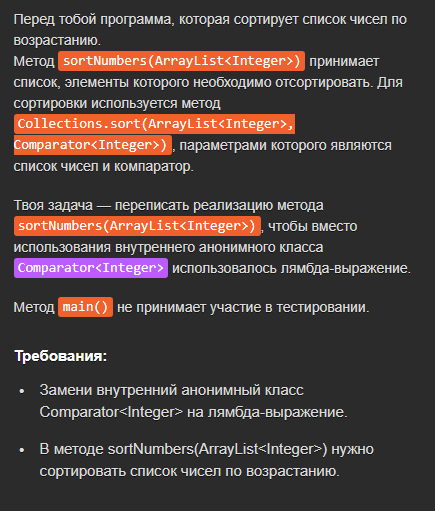 Перед тобой программа, которая сортирует список чисел по
возрастанию.
Метод sortNumbers(ArrayList<Integer>) принимает
список, элементы которого необходимо отсортировать. Для
сортировки используется метод
Collections.sort(ArrayList<Integer>,
Comparator<Integer>), параметрами которого являются
список чисел и компаратор.
Твоя задача — переписать реализацию метода
sortNumbers(ArrayList<Integer>), чтобы вместо
использования внутреннего анонимного класса
Comparator<Integer> использовалось лямбда-выражение.
Метод main() не принимает участие в тестировании.
Требования:
• Замени внутренний анонимный класс
Comparator<Integer> на лямбда-выражение.
• В методе sortNumbers(ArrayList<Integer>) нужно
сортировать список чисел по возрастанию.